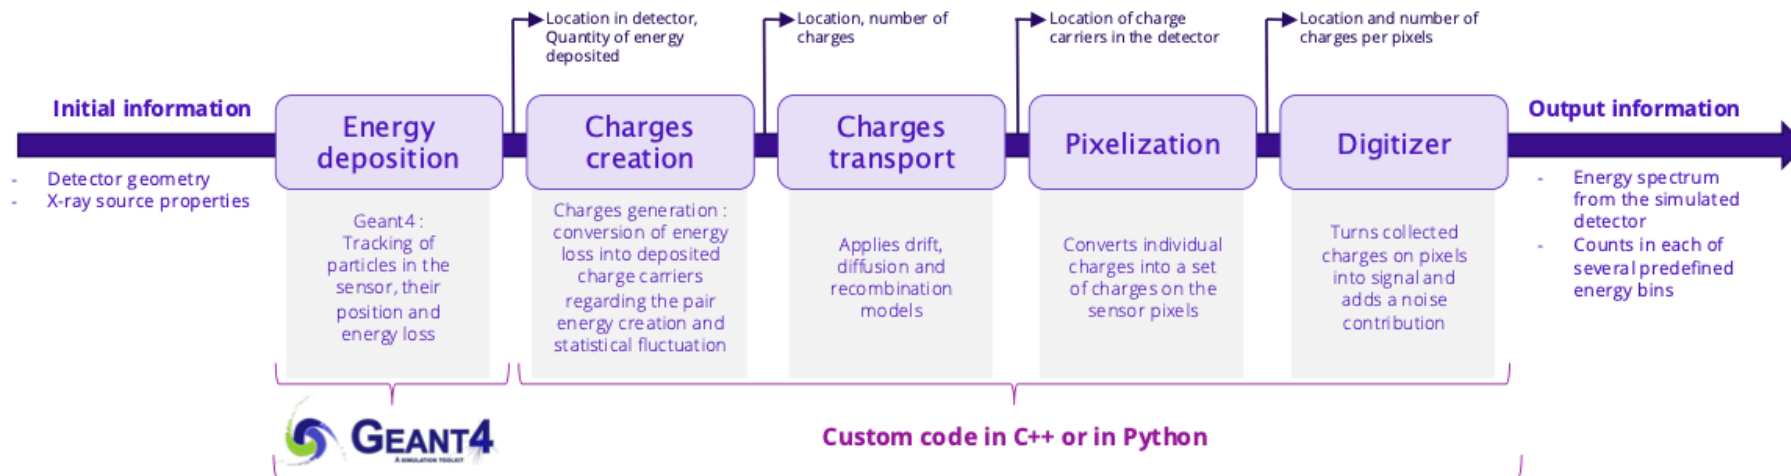 Location in detector,
Quantity of energy
deposited
Location, number of
charges
Location of charge
carriers in the detector
Location and number of
charges per pixels
Initial information
Energy
deposition
Charges
creation
Charges
transport
Pixelization
Digitizer
Output information
- Detector geometry
- X-ray source properties
Geant4 :
Tracking of
particles in the
sensor, their
position and
energy loss
Charges generation :
conversion of energy
loss into deposited
charge carriers
regarding the pair
energy creation and
statistical fluctuation
Applies drift,
diffusion and
recombination
models
Converts individual
charges into a set
of charges on the
sensor pixels
Turns collected
charges on pixels
into signal and
adds a noise
contribution
- Energy spectrum
from the simulated
detector
- Counts in each of
several predefined
energy bins
GEANT4
A SIMULATION TOOLKIT
Custom code in C++ or in Python